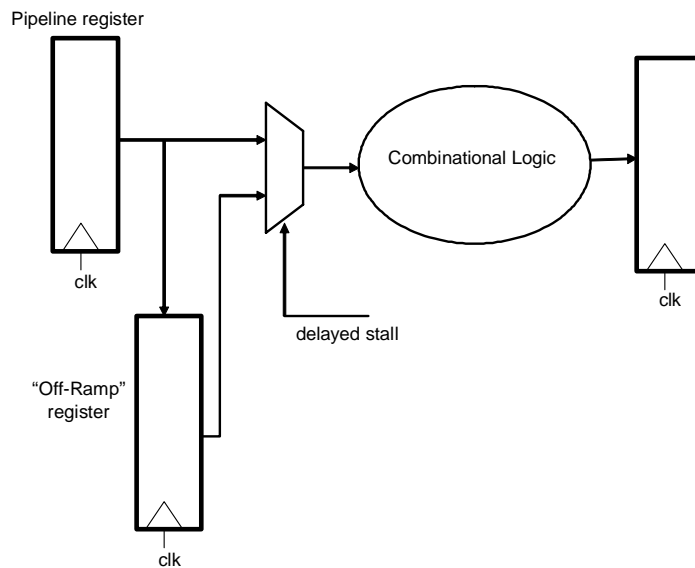 Pipeline register
Combinational Logic
clk
clk
delayed stall
“Off-Ramp”
register
clk